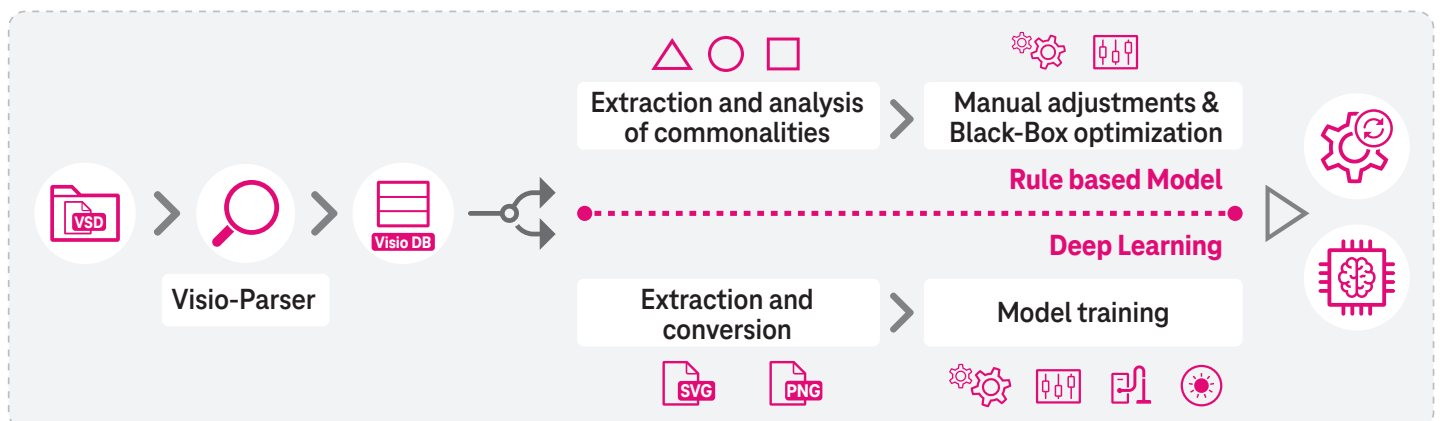 VSD
Visio-Parser
Visio DB
Extraction and analysis
of commonalities
Manual adjustments &
Black-Box optimization
Rule based Model
Deep Learning
Extraction and
conversion
Model training
SVG
PNG